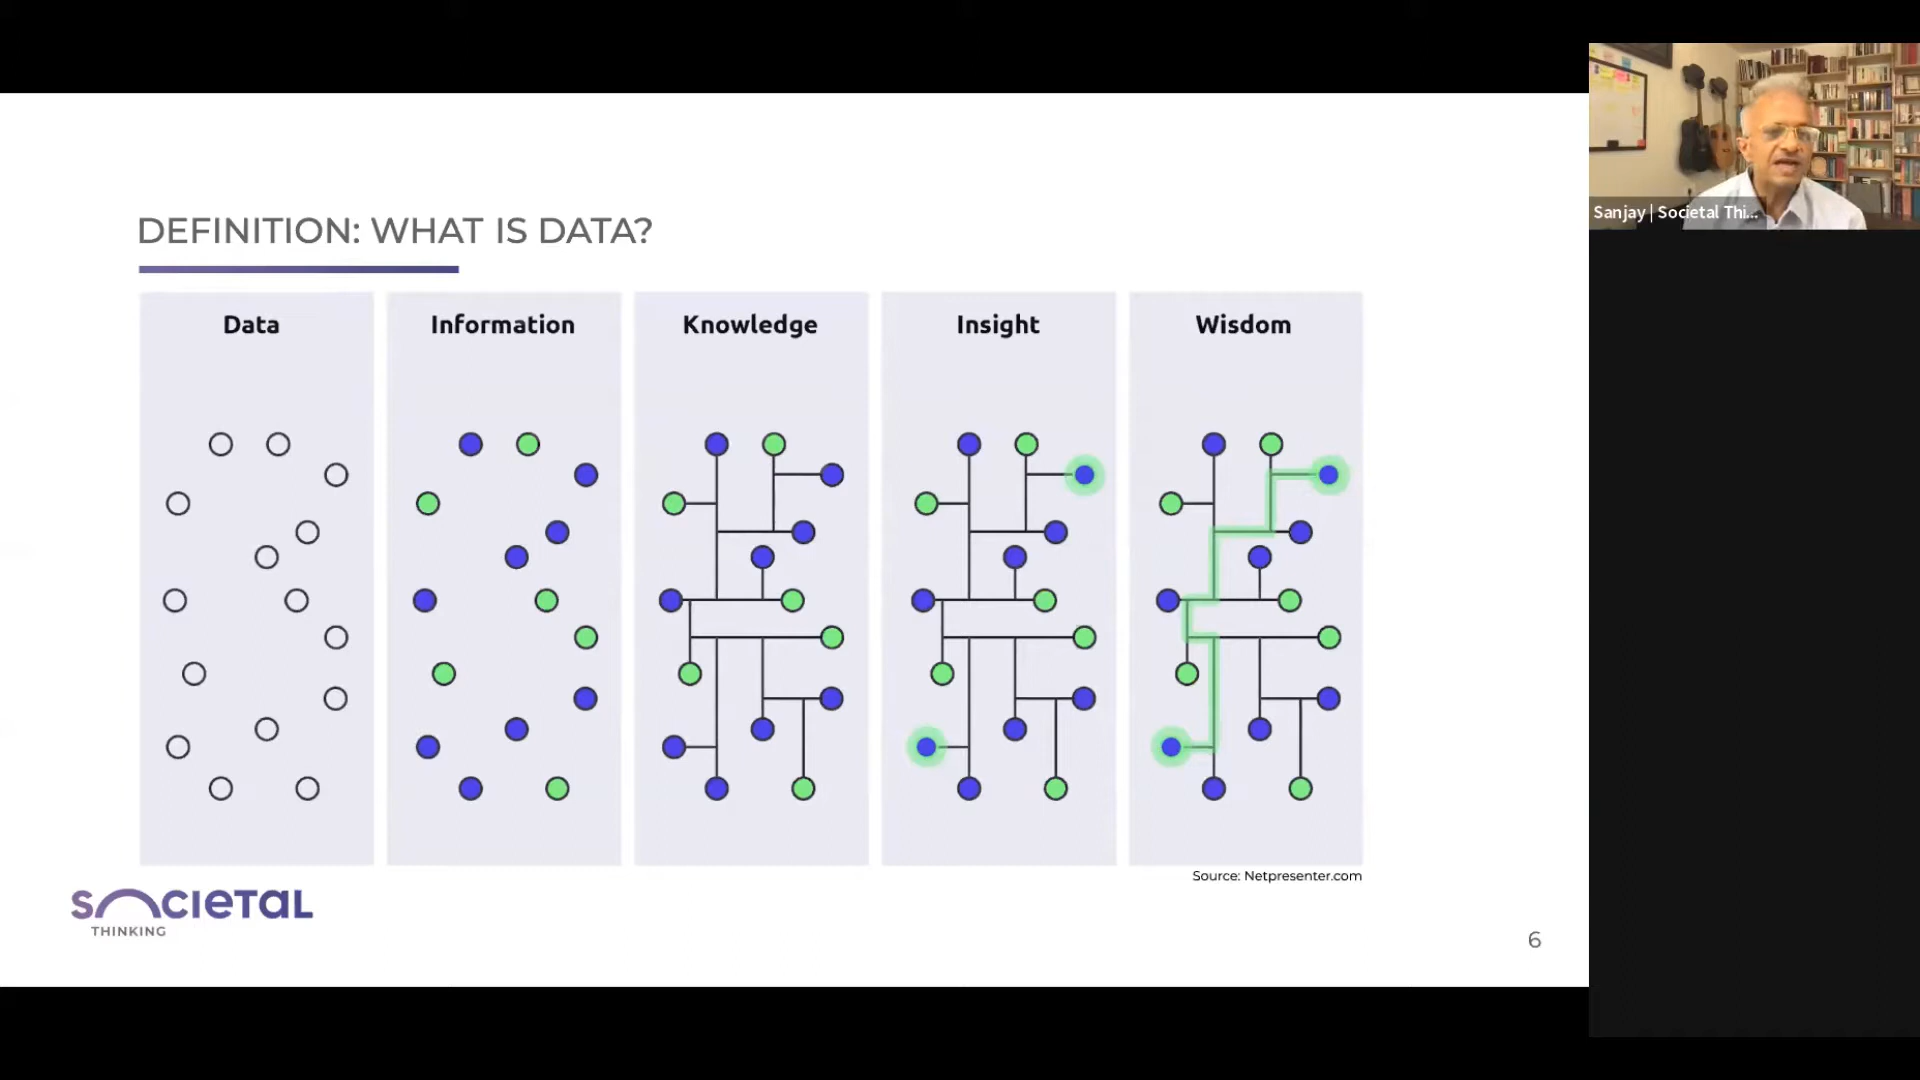 DEFINITION: WHAT IS DATA?
Data
Information
Knowledge
Insight
Wisdom
Source: Netpresenter.com
SOCIETAL
THINKING
6
Sanjay | Societal Thi...